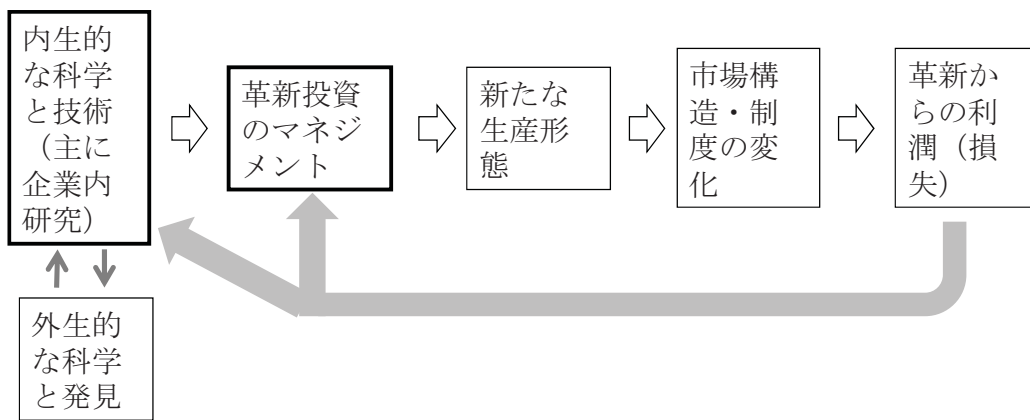 内生的
な科学
と技術
（主に
企業内
研究）
革新投資
のマネジ
メント
新たな
生産形
態
市場構
造・制
度の変
化
革新か
らの利
潤（損
失）
外生的
な科学
と発見